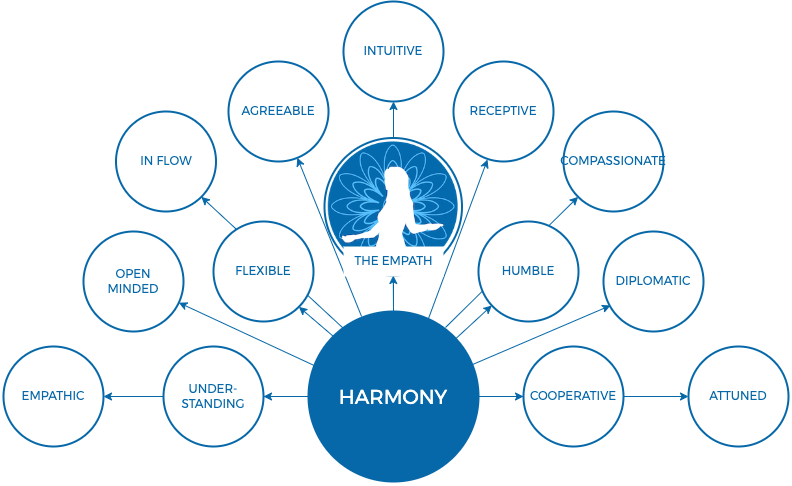 INTUITIVE
AGREEABLE
RECEPTIVE
IN FLOW
COMPASSIONATE
THE EMPATH
FLEXIBLE
HUMBLE
OPEN
MINDED
DIPLOMATIC
EMPATHIC
UNDER-
STANDING
HARMONY
COOPERATIVE
ATTUNED